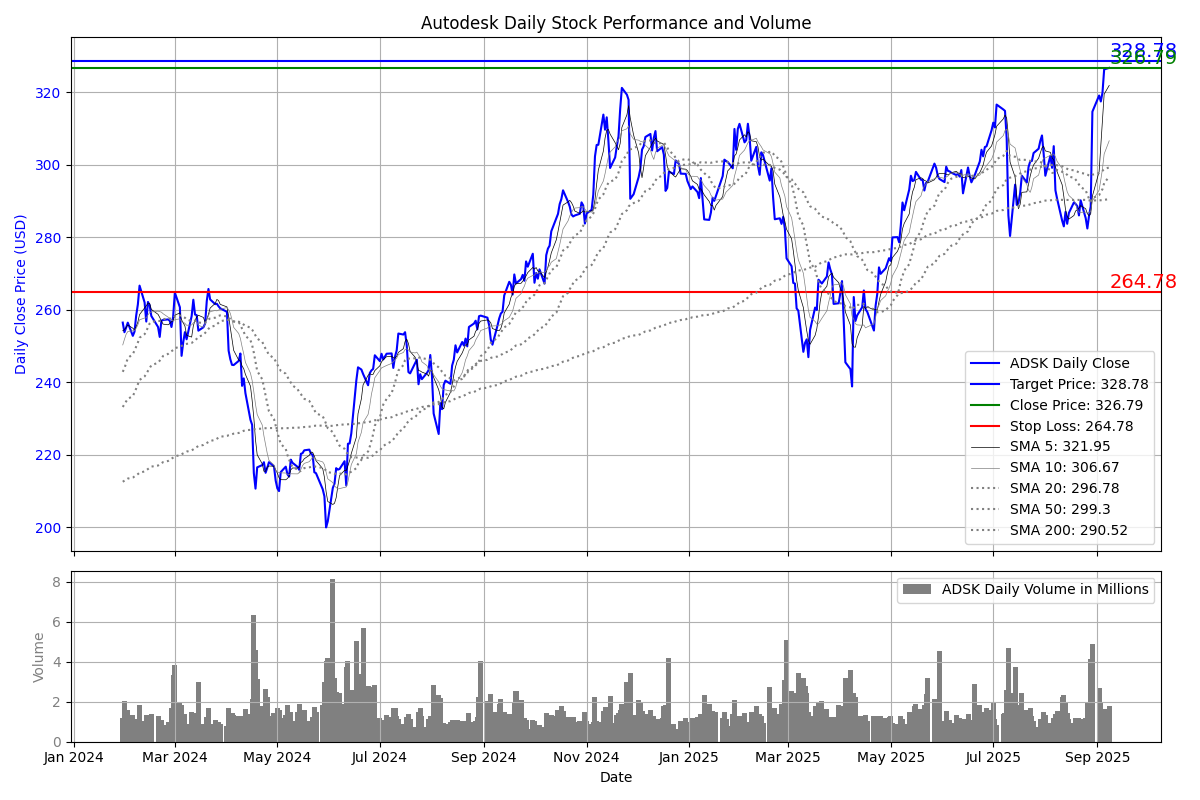 Autodesk Daily Stock Performance and Volume
328.78
326.79
320
300
280
264.78
260
240
220
200
Daily Close Price (USD)
ADSK Daily Close
Target Price: 328.78
Close Price: 326.79
Stop Loss: 264.78
SMA 5: 321.95
SMA 10: 306.67
SMA 20: 296.78
SMA 50: 299.3
SMA 200: 290.52
8
6
4
2
0
Volume
ADSK Daily Volume in Millions
Jan 2024 Mar 2024 May 2024 Jul 2024 Sep 2024 Nov 2024 Jan 2025 Mar 2025 May 2025 Jul 2025 Sep 2025
Date